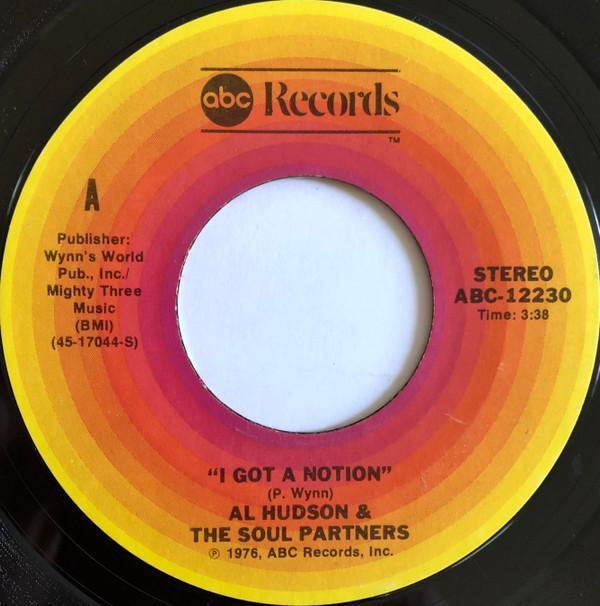 abc Records
TM
A
Publisher:
Wynn's World
Pub., Inc./
Mighty Three
Music
(BMI)
(45-17044-S)
STEREO
ABC-12230
Time: 3:38
"I GOT A NOTION"
(P. Wynn)
AL HUDSON &
THE SOUL PARTNERS
℗ 1976, ABC Records, Inc.